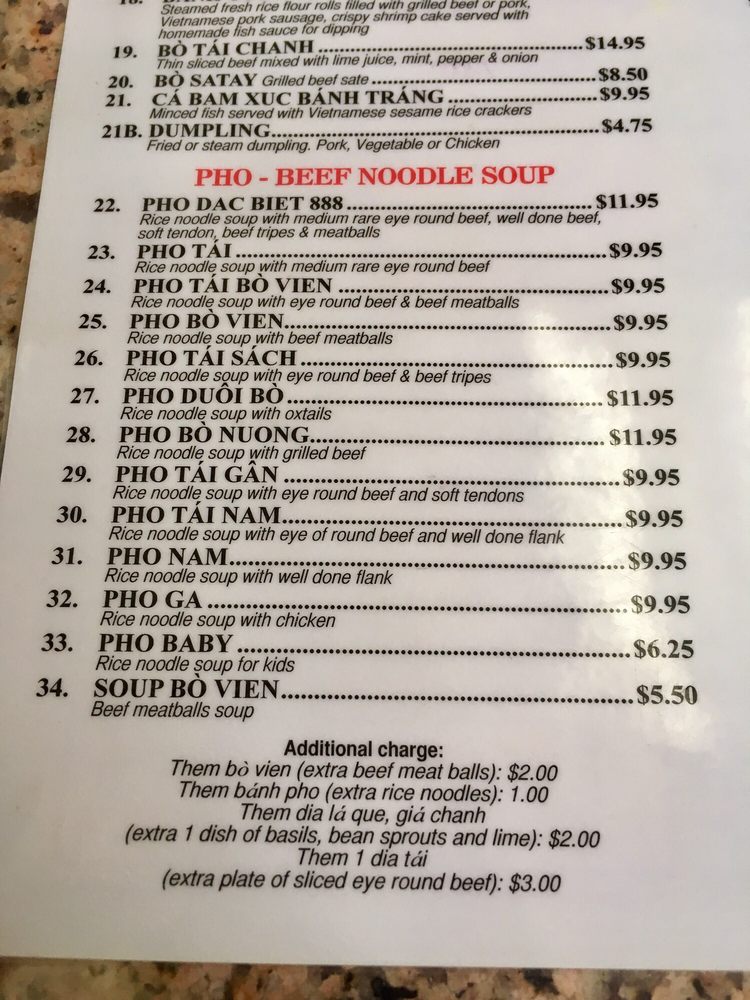 18.
Steamed fresh rice flour rolls filled with grilled beef or pork,
Vietnamese pork sausage, crispy shrimp cake served with
homemade fish sauce for dipping
19. BÒ TÁI CHANH ........ $14.95
Thin sliced beef mixed with lime juice, mint, pepper & onion
20. BÒ SATAY Grilled beef sate ........ $8.50
21. CÁ BAM XUC BÁNH TRÁNG ........ $9.95
Minced fish served with Vietnamese sesame rice crackers
21B. DUMPLING ........ $4.75
Fried or steam dumpling. Pork, Vegetable or Chicken
PHO - BEEF NOODLE SOUP
22. PHO DAC BIET 888 ........ $11.95
Rice noodle soup with medium rare eye round beef, well done beef,
soft tendon, beef tripes & meatballs
23. PHO TÁI ........ $9.95
Rice noodle soup with medium rare eye round beef
24. PHO TÁI BÒ VIEN ........ $9.95
Rice noodle soup with eye round beef & beef meatballs
25. PHO BÒ VIEN ........ $9.95
Rice noodle soup with beef meatballs
26. PHO TÁI SÁCH ........ $9.95
Rice noodle soup with eye round beef & beef tripes
27. PHO DUÔI BÒ ........ $11.95
Rice noodle soup with oxtails
28. PHO BÒ NUONG ........ $11.95
Rice noodle soup with grilled beef
29. PHO TÁI GÂN ........ $9.95
Rice noodle soup with eye round beef and soft tendons
30. PHO TÁI NAM ........ $9.95
Rice noodle soup with eye of round beef and well done flank
31. PHO NAM ........ $9.95
Rice noodle soup with well done flank
32. PHO GA ........ $9.95
Rice noodle soup with chicken
33. PHO BABY ........ $6.25
Rice noodle soup for kids
34. SOUP BÒ VIEN ........ $5.50
Beef meatballs soup
Additional charge:
Them bò vien (extra beef meat balls): $2.00
Them bánh pho (extra rice noodles): 1.00
Them dia lá que, giá chanh
(extra 1 dish of basils, bean sprouts and lime): $2.00
Them 1 dia tái
(extra plate of sliced eye round beef): $3.00